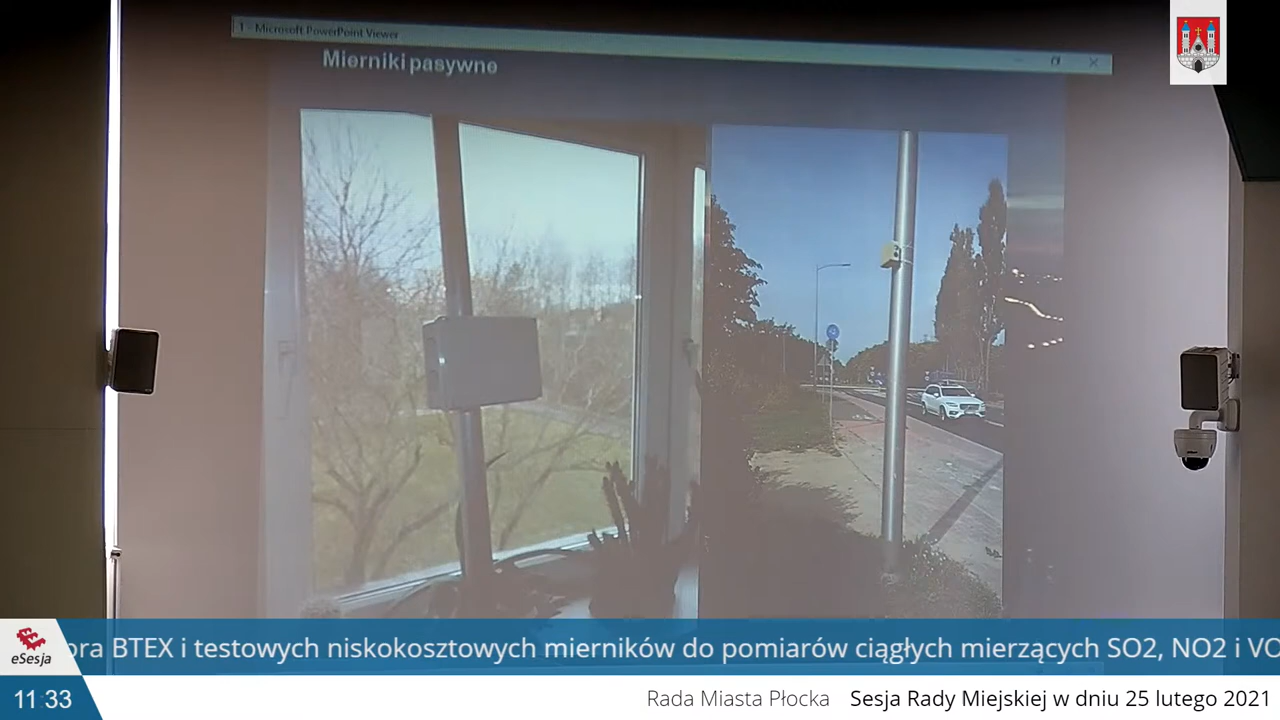 1 - Microsoft PowerPoint Viewer
Mierniki pasywne
ora BTEX i testowych niskokosztowych mierników do pomiarów ciągłych mierzących SO2, NO2 i VO
eSesja
11:33
Rada Miasta Płocka Sesja Rady Miejskiej w dniu 25 lutego 2021